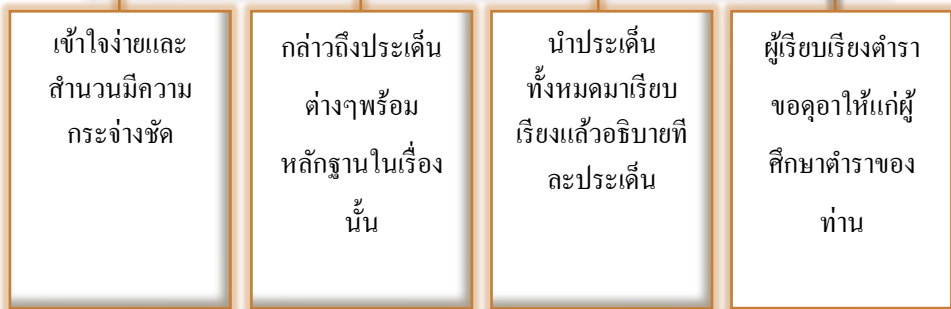 เข้าใจง่ายและ
สำนวนมีความ
กระจ่างชัด
กล่าวถึงประเด็น
ต่างๆพร้อม
หลักฐานในเรื่อง
นั้น
นำประเด็น
ทั้งหมดมาเรียบ
เรียงแล้วอธิบายที
ละประเด็น
ผู้เรียบเรียงตำรา
ขอดุอาให้แก่ผู้
ศึกษาตำราของ
ท่าน